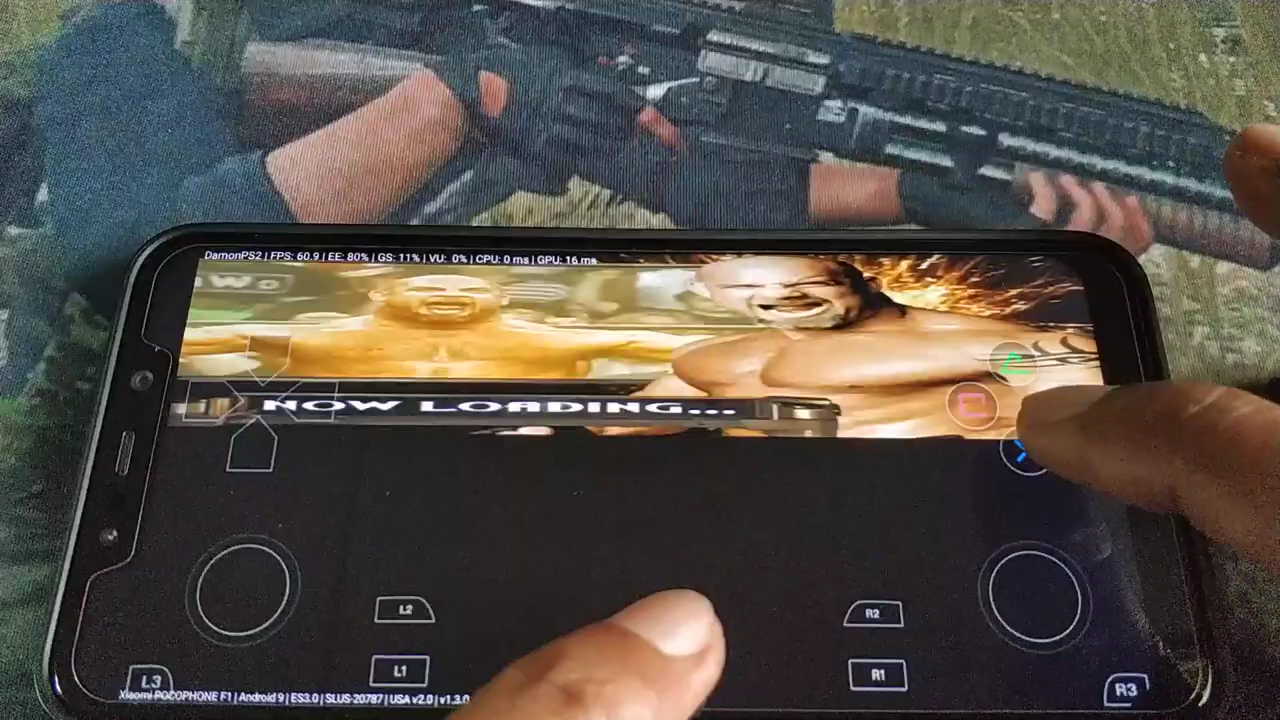 DamonPS2 | FPS: 60.9 | EE: 80% | GS: 11% | VU: 0% | CPU: 0 ms | GPU: 16 ms
NOW LOADING...
L2
R2
L1
R1
L3
R3
Xiaomi POCOPHONE F1 | Android 9 | ES3.0 | SLUS-20787 | USA v2.0 | v1.3.0